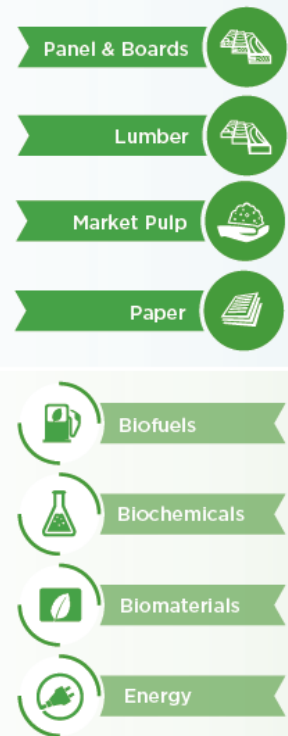 Panel & Boards
Lumber
Market Pulp
Paper
Biofuels
Biochemicals
Biomaterials
Energy